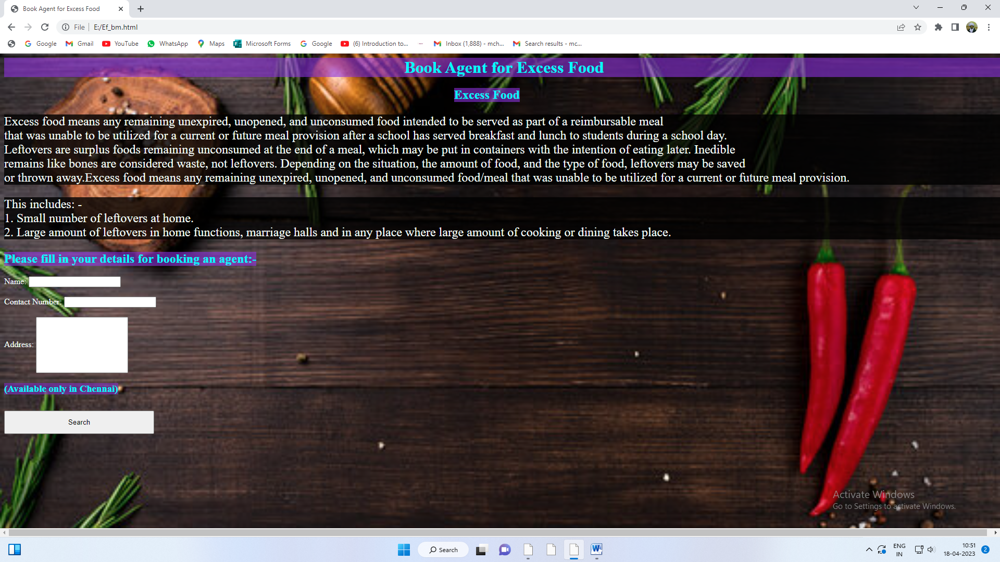 Book Agent for Excess Food
File
E:/Ef_bm.html
Google
Gmail
YouTube
WhatsApp
Maps
Microsoft Forms
Google
(6) Introduction to...
Inbox (1,888) - mch...
Search results - mc...
Book Agent for Excess Food
Excess Food
Excess food means any remaining unexpired, unopened, and unconsumed food intended to be served as part of a reimbursable meal
that was unable to be utilized for a current or future meal provision after a school has served breakfast and lunch to students during a school day.
Leftovers are surplus foods remaining unconsumed at the end of a meal, which may be put in containers with the intention of eating later. Inedible
remains like bones are considered waste, not leftovers. Depending on the situation, the amount of food, and the type of food, leftovers may be saved
or thrown away.Excess food means any remaining unexpired, unopened, and unconsumed food/meal that was unable to be utilized for a current or future meal provision.
This includes: -
1. Small number of leftovers at home.
2. Large amount of leftovers in home functions, marriage halls and in any place where large amount of cooking or dining takes place.
Please fill in your details for booking an agent:-
Name:
Contact Number:
Address:
(Available only in Chennai)
Search
Activate Windows
Go to Settings to activate Windows.
Search
W
ENG
IN
10:51
18-04-2023
2